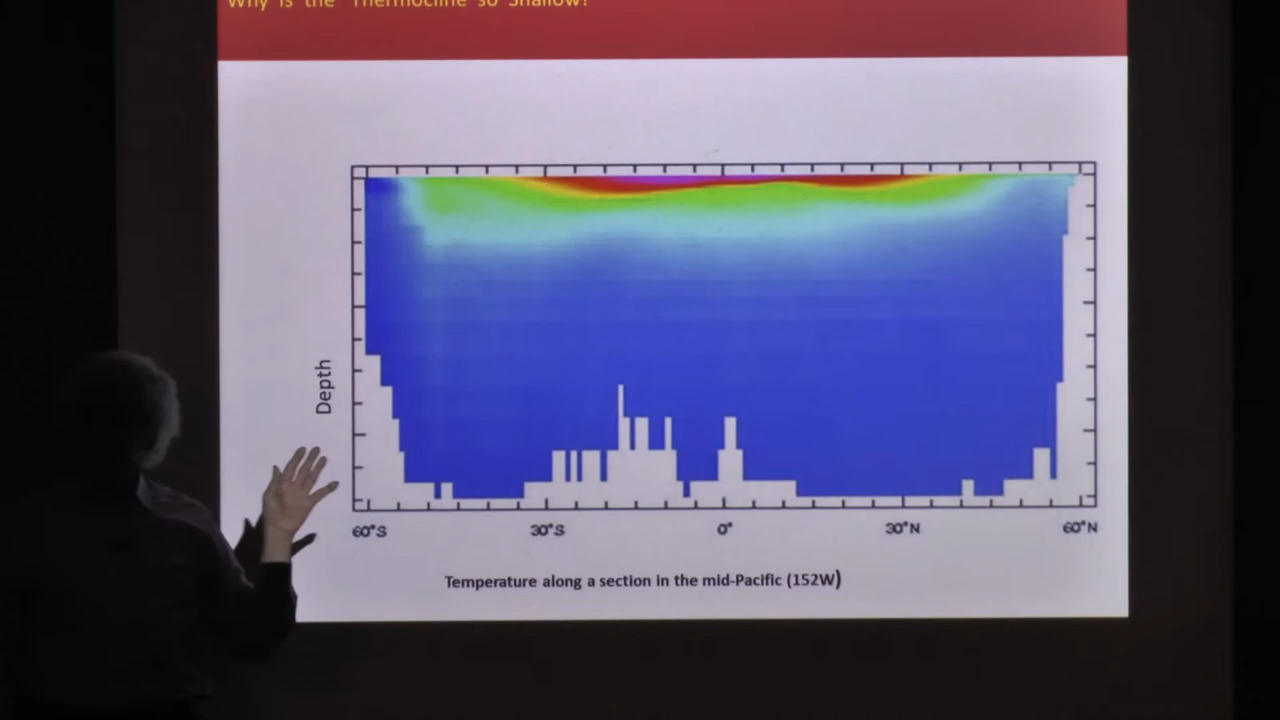 Why is the "Thermocline" so Shallow?
Depth
60°S 30°S 0° 30°N 60°N
Temperature along a section in the mid-Pacific (152W)